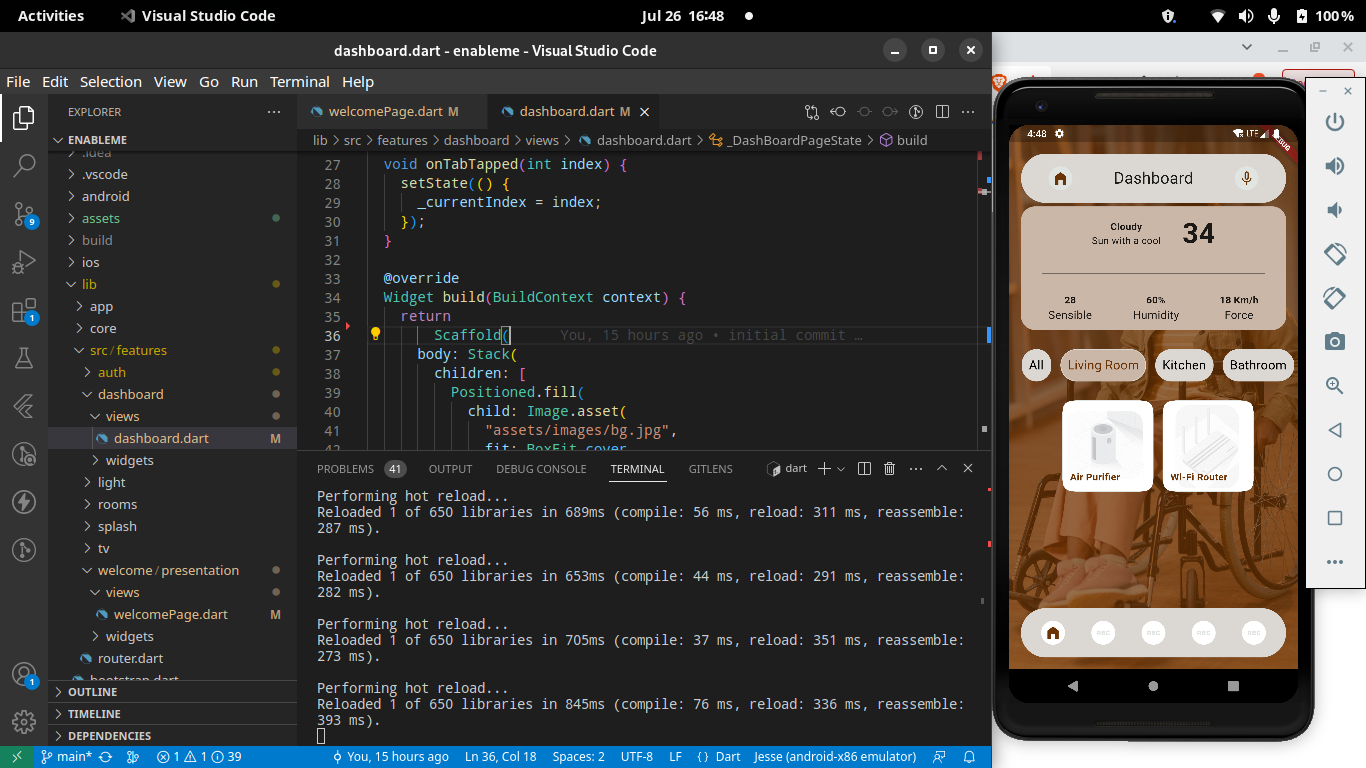 Activities
Visual Studio Code
Jul 26 16:48
100%
dashboard.dart - enableme - Visual Studio Code
File Edit Selection View Go Run Terminal Help
EXPLORER
welcomePage.dart M
dashboard.dart M
ENABLEME
lib > src > features > dashboard > views > dashboard.dart > _DashBoardPageState > build
.idea
.vscode
android
assets
build
ios
lib
app
core
src/features
auth
dashboard
views
dashboard.dart M
widgets
light
rooms
splash
tv
welcome/presentation
views
welcomePage.dart M
widgets
router.dart
bootstrap.dart
OUTLINE
TIMELINE
DEPENDENCIES
9
1
1
27 void onTabTapped(int index) {
28 setState(() {
29 _currentIndex = index;
30 });
31 }
32
33 @override
34 Widget build(BuildContext context) {
35 return
36 Scaffold( You, 15 hours ago • initial commit …
37 body: Stack(
38 children: [
39 Positioned.fill(
40 child: Image.asset(
41 "assets/images/bg.jpg",
42 fit: BoxFit.cover
PROBLEMS 41 OUTPUT DEBUG CONSOLE TERMINAL GITLENS
dart
Performing hot reload...
Reloaded 1 of 650 libraries in 689ms (compile: 56 ms, reload: 311 ms, reassemble:
287 ms).
Performing hot reload...
Reloaded 1 of 650 libraries in 653ms (compile: 44 ms, reload: 291 ms, reassemble:
282 ms).
Performing hot reload...
Reloaded 1 of 650 libraries in 705ms (compile: 37 ms, reload: 351 ms, reassemble:
273 ms).
Performing hot reload...
Reloaded 1 of 650 libraries in 845ms (compile: 76 ms, reload: 336 ms, reassemble:
393 ms).
main* 1 1 39 You, 15 hours ago Ln 36, Col 18 Spaces: 2 UTF-8 LF { } Dart Jesse (android-x86 emulator)
4:48
LTE
Dashboard
Cloudy
Sun with a cool
34
28 60% 18 Km/h
Sensible Humidity Force
All Living Room Kitchen Bathroom
Air Purifier Wi-Fi Router
ABC ABC ABC ABC